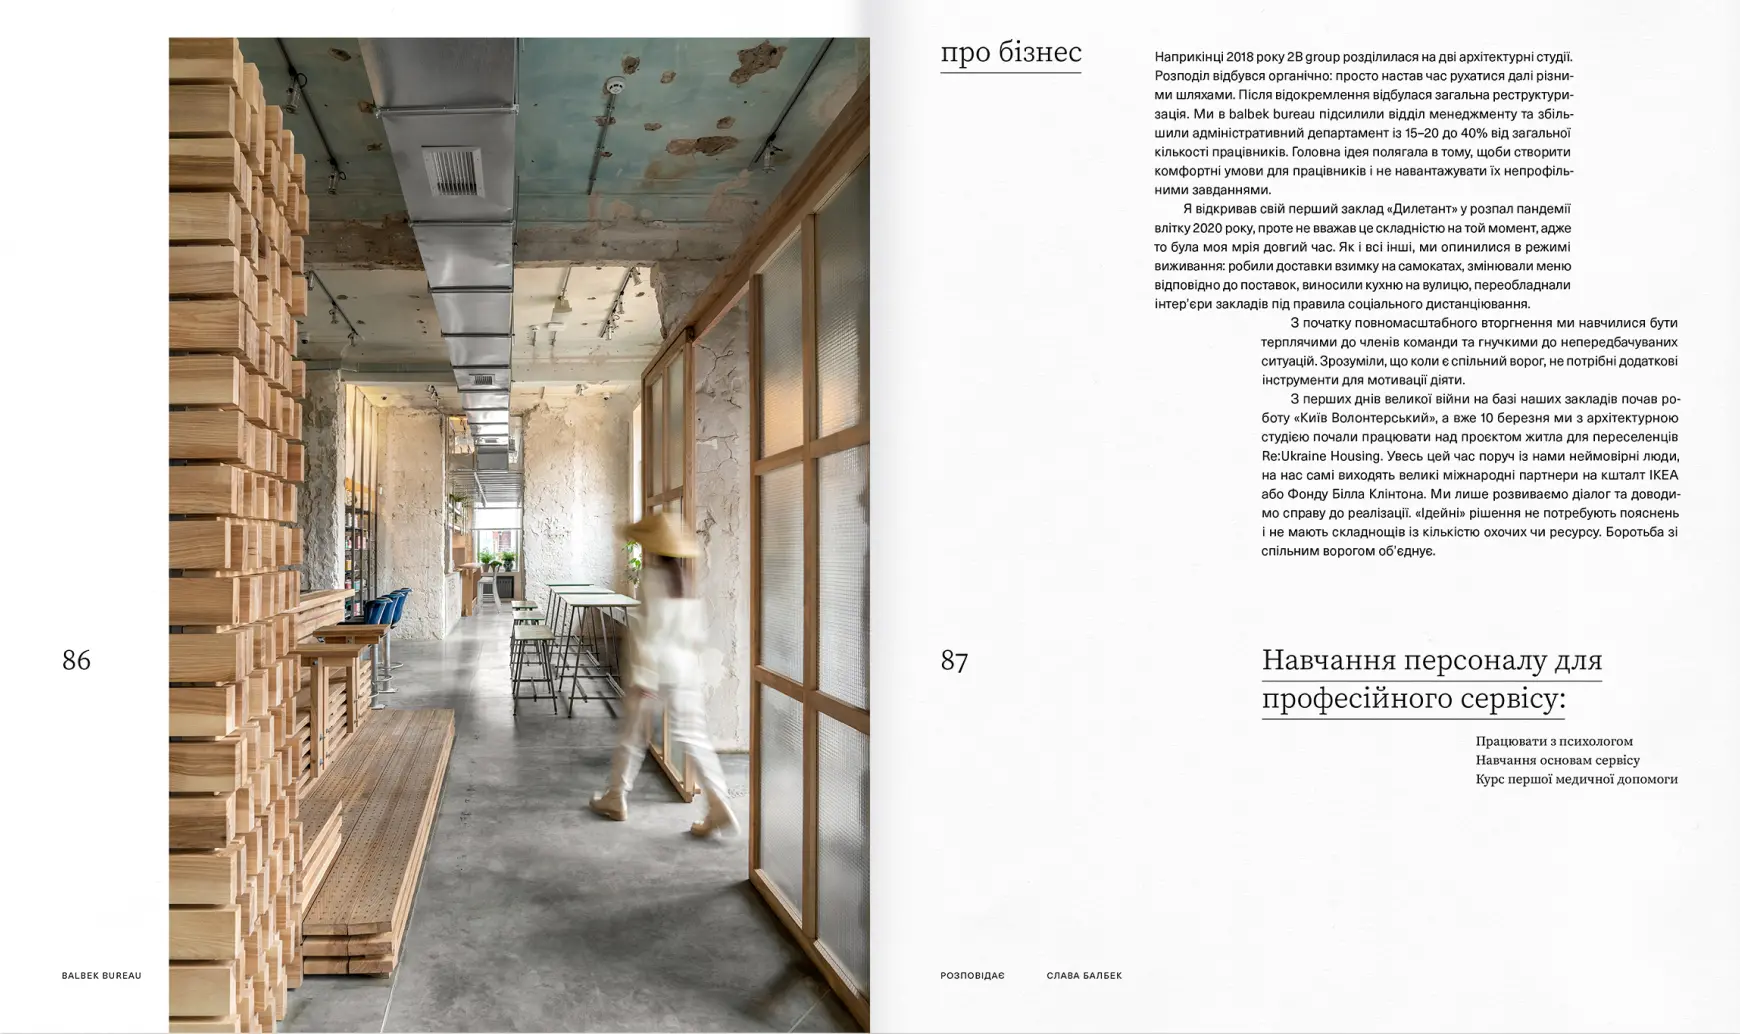 86
BALBEK BUREAU
про бізнес
Наприкінці 2018 року 2B group розділилася на дві архітектурні студії.
Розподіл відбувся органічно: просто настав час рухатися далі різни-
ми шляхами. Після відокремлення відбулася загальна реструктури-
зація. Ми в balbek bureau підсилили відділ менеджменту та збіль-
шили адміністративний департамент із 15–20 до 40% від загальної
кількості працівників. Головна ідея полягала в тому, щоби створити
комфортні умови для працівників і не навантажувати їх непрофіль-
ними завданнями.
Я відкривав свій перший заклад «Дилетант» у розпал пандемії
влітку 2020 року, проте не вважав це складністю на той момент, адже
то була моя мрія довгий час. Як і всі інші, ми опинилися в режимі
виживання: робили доставки взимку на самокатах, змінювали меню
відповідно до поставок, виносили кухню на вулицю, переобладнали
інтер'єри закладів під правила соціального дистанціювання.
З початку повномасштабного вторгнення ми навчилися бути
терплячими до членів команди та гнучкими до непередбачуваних
ситуацій. Зрозуміли, що коли є спільний ворог, не потрібні додаткові
інструменти для мотивації діяти.
З перших днів великої війни на базі наших закладів почав ро-
боту «Київ Волонтерський», а вже 10 березня ми з архітектурною
студією почали працювати над проєктом житла для переселенців
Re:Ukraine Housing. Увесь цей час поруч із нами неймовірні люди,
на нас самі виходять великі міжнародні партнери на кшталт IKEA
або Фонду Білла Клінтона. Ми лише розвиваємо діалог та доводи-
мо справу до реалізації. «Ідейні» рішення не потребують пояснень
і не мають складнощів із кількістю охочих чи ресурсу. Боротьба зі
спільним ворогом об'єднує.
87
Навчання персоналу для
професійного сервісу:
Працювати з психологом
Навчання основам сервісу
Курс першої медичної допомоги
РОЗПОВІДАЄ СЛАВА БАЛБЕК